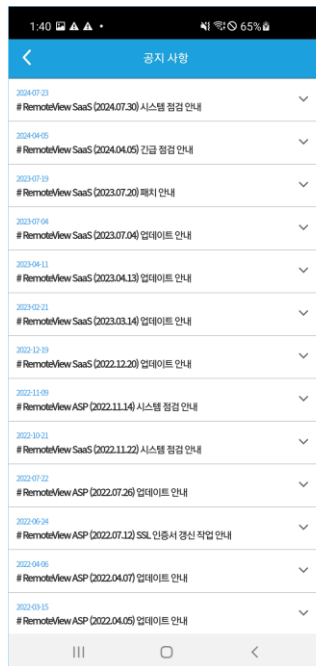 1:40
65%
공지 사항
2024-07-23
# RemoteView SaaS (2024.07.30) 시스템 점검 안내
2024-04-05
# RemoteView SaaS (2024.04.05) 긴급 점검 안내
2023-07-19
# RemoteView SaaS (2023.07.20) 패치 안내
2023-07-04
# RemoteView SaaS (2023.07.04) 업데이트 안내
2023-04-11
# RemoteView SaaS (2023.04.13) 업데이트 안내
2023-02-21
# RemoteView SaaS (2023.03.14) 업데이트 안내
2022-12-19
# RemoteView SaaS (2022.12.20) 업데이트 안내
2022-11-09
# RemoteView ASP (2022.11.14) 시스템 점검 안내
2022-10-21
# RemoteView SaaS (2022.11.22) 시스템 점검 안내
2022-07-22
# RemoteView ASP (2022.07.26) 업데이트 안내
2022-06-24
# RemoteView ASP (2022.07.12) SSL 인증서 갱신 작업 안내
2022-04-06
# RemoteView ASP (2022.04.07) 업데이트 안내
2022-03-15
# RemoteView ASP (2022.04.05) 업데이트 안내